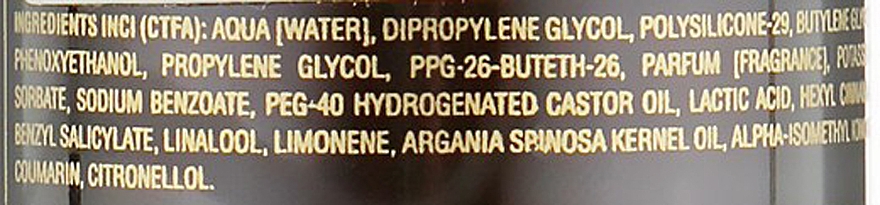 INGREDIENTS INCI (CTFA): AQUA [WATER], DIPROPYLENE GLYCOL, POLYSILICONE-29, BUTYLENE
PHENOXYETHANOL, PROPYLENE GLYCOL, PPG-26-BUTETH-26, PARFUM [FRAGRANCE],
SORBATE, SODIUM BENZOATE, PEG-40 HYDROGENATED CASTOR OIL, LACTIC ACID, HEXYL
BENZYL SALICYLATE, LINALOOL, LIMONENE, ARGANIA SPINOSA KERNEL OIL, ALPHA-ISOMETHYL
COUMARIN, CITRONELLOL.